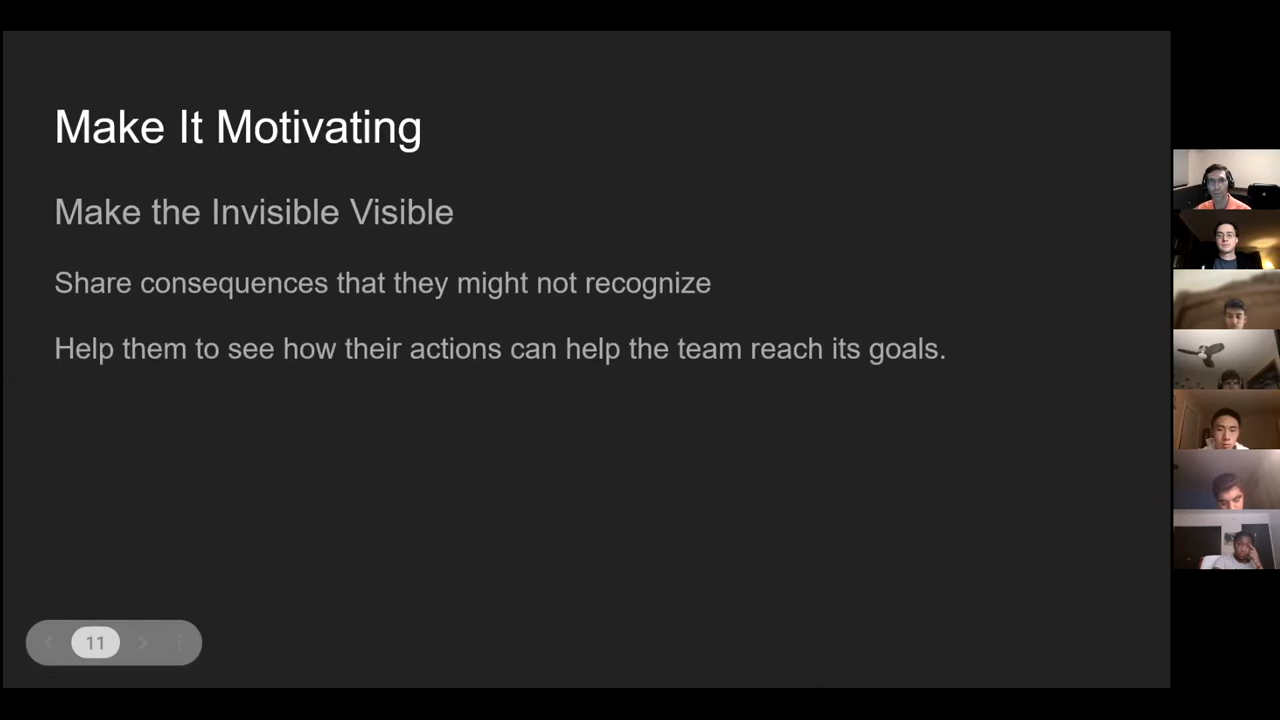 Make It Motivating
Make the Invisible Visible
Share consequences that they might not recognize
Help them to see how their actions can help the team reach its goals.
11